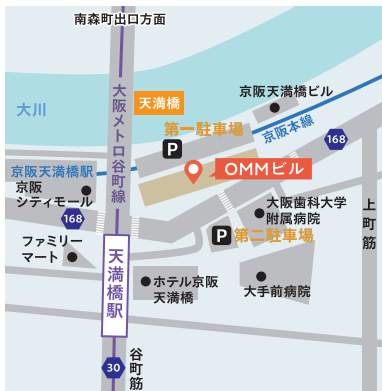 南森町出口方面
大川
大阪メトロ谷町線
天満橋
京阪天満橋ビル
第一駐車場
P
京阪本線
168
京阪天満橋駅
OMMビル
京阪
シティモール
168
大阪歯科大学
附属病院
上町筋
ファミリー
マート
P
第二駐車場
天満橋駅
ホテル京阪
天満橋
大手前病院
30
谷町筋